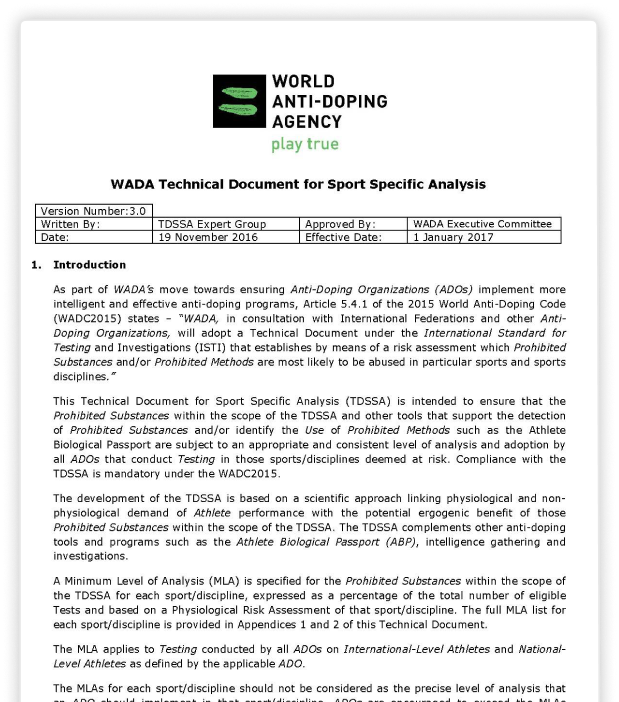 WORLD
ANTI-DOPING
AGENCY
play true
WADA Technical Document for Sport Specific Analysis
Version Number:3.0
Written By: TDSSA Expert Group Approved By: WADA Executive Committee
Date: 19 November 2016 Effective Date: 1 January 2017
1. Introduction
As part of WADA's move towards ensuring Anti-Doping Organizations (ADOs) implement more
intelligent and effective anti-doping programs, Article 5.4.1 of the 2015 World Anti-Doping Code
(WADC2015) states – “WADA, in consultation with International Federations and other Anti-
Doping Organizations, will adopt a Technical Document under the International Standard for
Testing and Investigations (ISTI) that establishes by means of a risk assessment which Prohibited
Substances and/or Prohibited Methods are most likely to be abused in particular sports and sports
disciplines.”
This Technical Document for Sport Specific Analysis (TDSSA) is intended to ensure that the
Prohibited Substances within the scope of the TDSSA and other tools that support the detection
of Prohibited Substances and/or identify the Use of Prohibited Methods such as the Athlete
Biological Passport are subject to an appropriate and consistent level of analysis and adoption by
all ADOs that conduct Testing in those sports/disciplines deemed at risk. Compliance with the
TDSSA is mandatory under the WADC2015.
The development of the TDSSA is based on a scientific approach linking physiological and non-
physiological demand of Athlete performance with the potential ergogenic benefit of those
Prohibited Substances within the scope of the TDSSA. The TDSSA complements other anti-doping
tools and programs such as the Athlete Biological Passport (ABP), intelligence gathering and
investigations.
A Minimum Level of Analysis (MLA) is specified for the Prohibited Substances within the scope of
the TDSSA for each sport/discipline, expressed as a percentage of the total number of eligible
Tests and based on a Physiological Risk Assessment of that sport/discipline. The full MLA list for
each sport/discipline is provided in Appendices 1 and 2 of this Technical Document.
The MLA applies to Testing conducted by all ADOs on International-Level Athletes and National-
Level Athletes as defined by the applicable ADO.
The MLAs for each sport/discipline should not be considered as the precise level of analysis that
an ADO should implement in that sport/discipline. ADOs are encouraged to exceed the MLAs